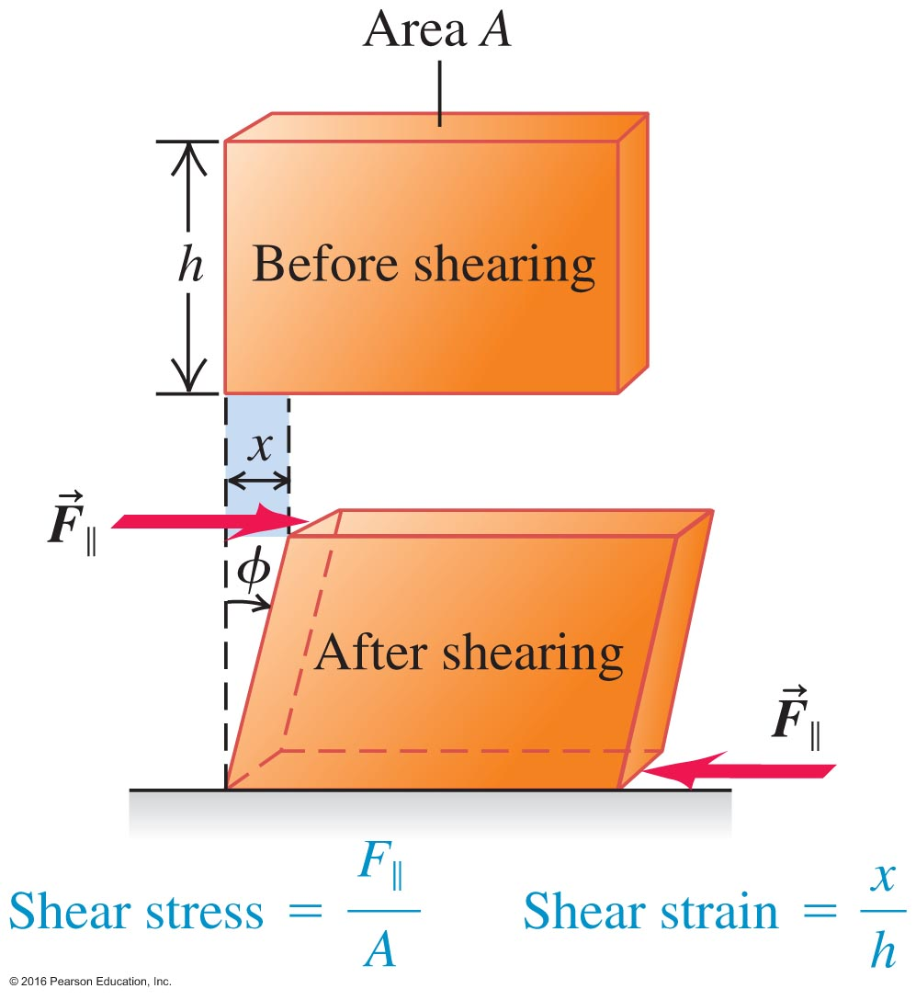 Area A
h
Before shearing
x
F⃗∥
ϕ
After shearing
F⃗∥
Shear stress = F∥/A
Shear strain = x/h
© 2016 Pearson Education, Inc.